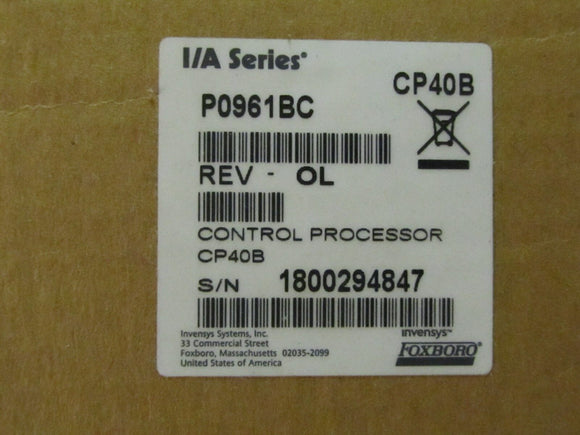 I/A Series®
CP40B
P0961BC
REV - OL
CONTROL PROCESSOR
CP40B
S/N 1800294847
Invensys Systems, Inc.
33 Commercial Street
Foxboro, Massachusetts 02035-2099
United States of America
invensys™
FOXBORO®